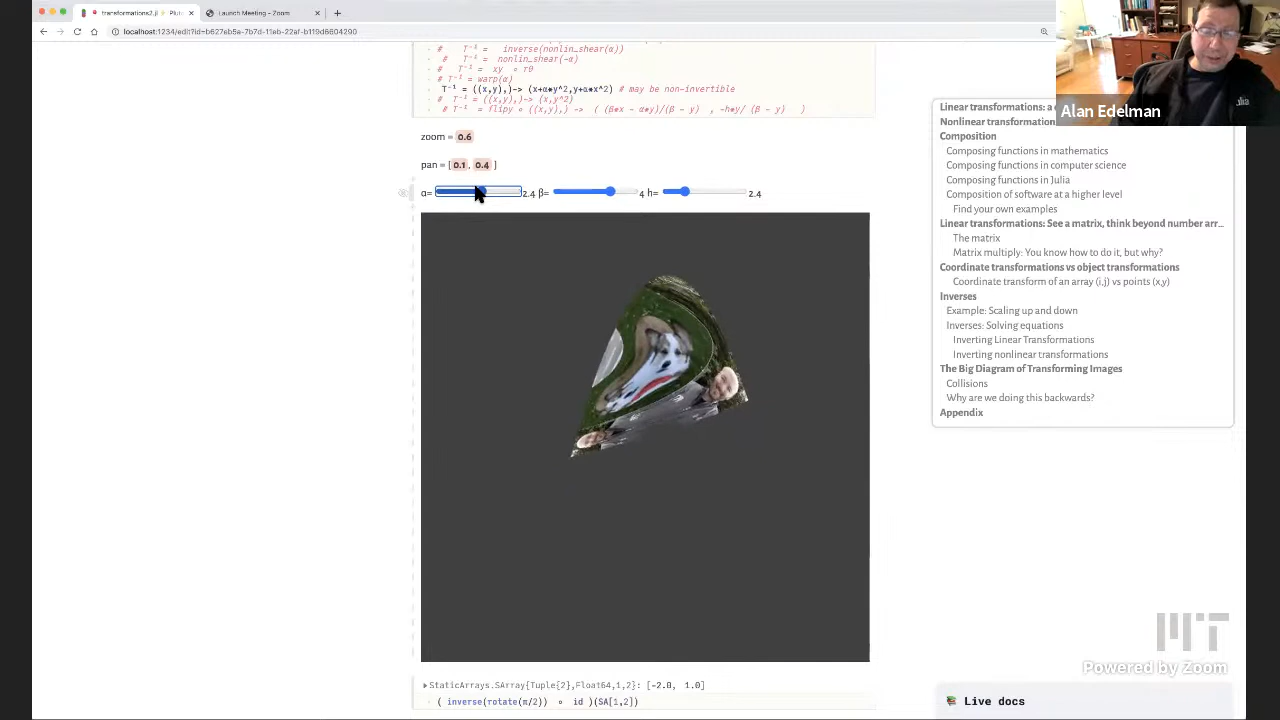 transformations2.jl ⚡ Pluto
Launch Meeting - Zoom
localhost:1234/edit?id=b627eb5a-7b7d-11eb-22af-b119d6604290
# T⁻¹ = inverse(nonlin_shear(α))
# T⁻¹ = nonlin_shear(-α)
# T⁻¹ = xy ∘ rθ
# T⁻¹ = warp(α)
T⁻¹ = ((x,y),)-> (x+α*y^2,y+α*x^2) # may be non-invertible
# T⁻¹ = ((x,y),)-> (x,y^2)
# T⁻¹ = flipy ∘ ((x,y),) -> ( (β*x - α*y)/(β - y) , -h*y/ (β - y) )
zoom = 0.6
pan = [0.1, 0.4 ]
α= 2.4 β= 4 h= 2.4
StaticArrays.SArray{Tuple{2},Float64,1,2}: [-2.0, 1.0]
( inverse(rotate(π/2)) ∘ id )(SA[1,2])
Alan Edelman
Linear transformations: a
Nonlinear transformation
Composition
Composing functions in mathematics
Composing functions in computer science
Composing functions in Julia
Composition of software at a higher level
Find your own examples
Linear transformations: See a matrix, think beyond number arr...
The matrix
Matrix multiply: You know how to do it, but why?
Coordinate transformations vs object transformations
Coordinate transform of an array (i,j) vs points (x,y)
Inverses
Example: Scaling up and down
Inverses: Solving equations
Inverting Linear Transformations
Inverting nonlinear transformations
The Big Diagram of Transforming Images
Collisions
Why are we doing this backwards?
Appendix
MIT
Powered by Zoom
Live docs